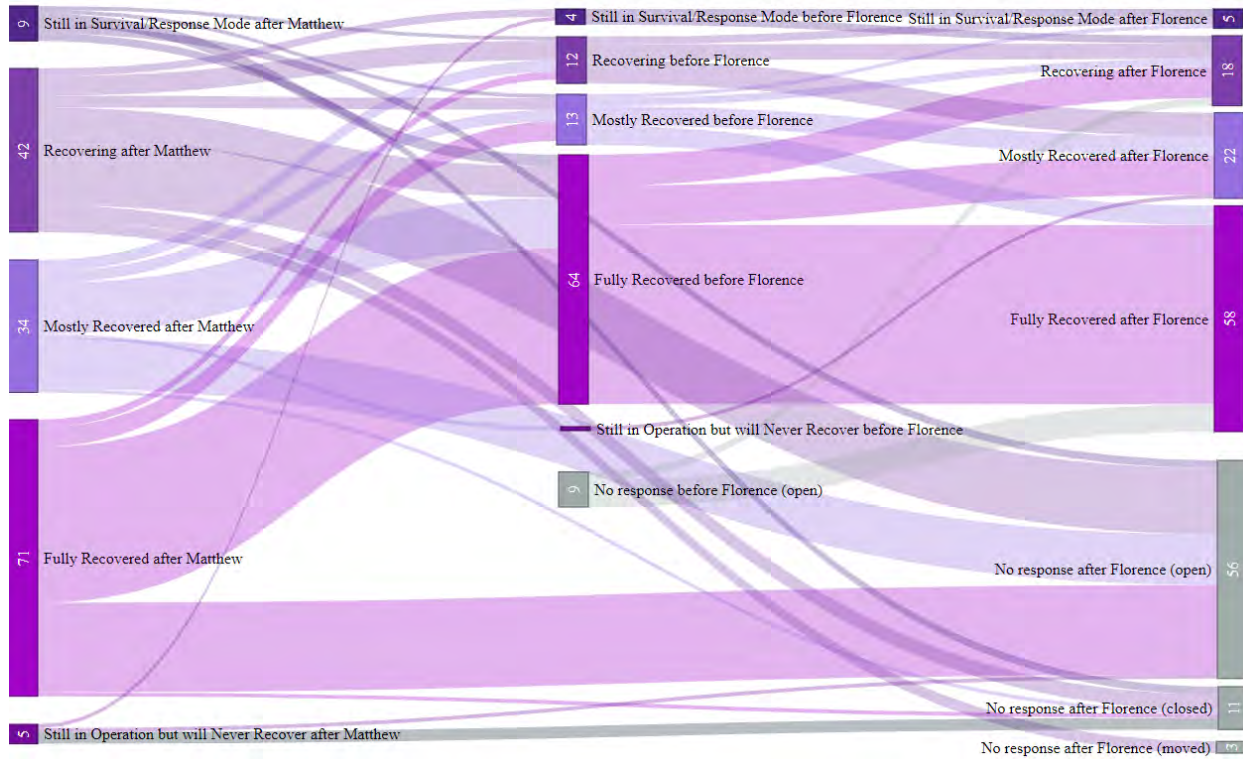 9 Still in Survival/Response Mode after Matthew
42 Recovering after Matthew
34 Mostly Recovered after Matthew
71 Fully Recovered after Matthew
5 Still in Operation but will Never Recover after Matthew
4 Still in Survival/Response Mode before Florence
12 Recovering before Florence
13 Mostly Recovered before Florence
64 Fully Recovered before Florence
Still in Operation but will Never Recover before Florence
9 No response before Florence (open)
Still in Survival/Response Mode after Florence 5
Recovering after Florence 18
Mostly Recovered after Florence 22
Fully Recovered after Florence 58
No response after Florence (open) 56
No response after Florence (closed) 11
No response after Florence (moved) 3